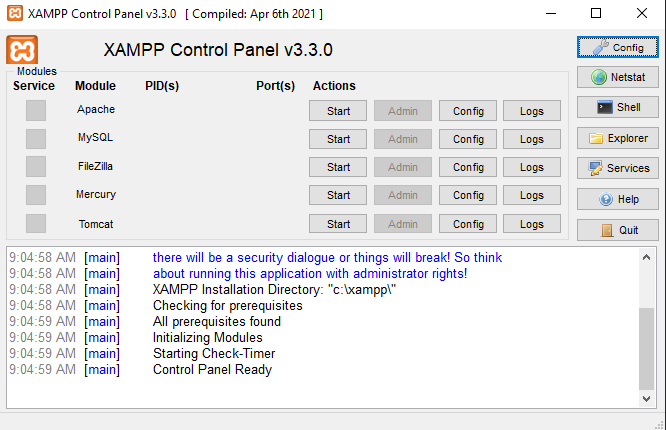 XAMPP Control Panel v3.3.0 [ Compiled: Apr 6th 2021 ]
XAMPP Control Panel v3.3.0
Config
Modules
Service Module PID(s) Port(s) Actions
Netstat
Apache Start Admin Config Logs
Shell
MySQL Start Admin Config Logs
Explorer
FileZilla Start Admin Config Logs
Services
Mercury Start Admin Config Logs
Help
Tomcat Start Admin Config Logs
Quit
9:04:58 AM [main] there will be a security dialogue or things will break! So think
9:04:58 AM [main] about running this application with administrator rights!
9:04:58 AM [main] XAMPP Installation Directory: "c:\xampp\"
9:04:58 AM [main] Checking for prerequisites
9:04:59 AM [main] All prerequisites found
9:04:59 AM [main] Initializing Modules
9:04:59 AM [main] Starting Check-Timer
9:04:59 AM [main] Control Panel Ready